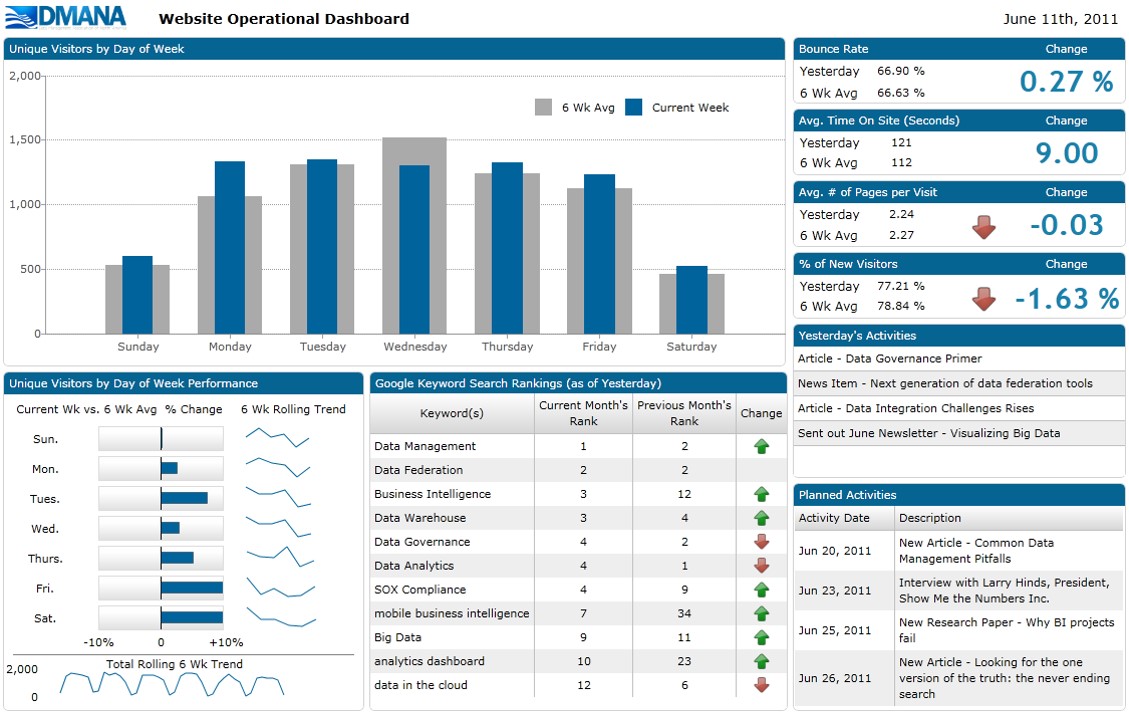 DMANA
Website Operational Dashboard
June 11th, 2011
Unique Visitors by Day of Week
2,000
1,500
1,000
500
0
6 Wk Avg
Current Week
Sunday Monday Tuesday Wednesday Thursday Friday Saturday
Bounce Rate Change
Yesterday 66.90 %
6 Wk Avg 66.63 %
0.27 %
Avg. Time On Site (Seconds) Change
Yesterday 121
6 Wk Avg 112
9.00
Avg. # of Pages per Visit Change
Yesterday 2.24
6 Wk Avg 2.27
-0.03
% of New Visitors Change
Yesterday 77.21 %
6 Wk Avg 78.84 %
-1.63 %
Yesterday's Activities
Article - Data Governance Primer
News Item - Next generation of data federation tools
Article - Data Integration Challenges Rises
Sent out June Newsletter - Visualizing Big Data
Unique Visitors by Day of Week Performance
Current Wk vs. 6 Wk Avg % Change 6 Wk Rolling Trend
Sun.
Mon.
Tues.
Wed.
Thurs.
Fri.
Sat.
-10% 0 +10%
Total Rolling 6 Wk Trend
2,000
0
Google Keyword Search Rankings (as of Yesterday)
Keyword(s) Current Month's Rank Previous Month's Rank Change
Data Management 1 2
Data Federation 2 2
Business Intelligence 3 12
Data Warehouse 3 4
Data Governance 4 2
Data Analytics 4 1
SOX Compliance 4 9
mobile business intelligence 7 34
Big Data 9 11
analytics dashboard 10 23
data in the cloud 12 6
Planned Activities
Activity Date Description
Jun 20, 2011 New Article - Common Data
Management Pitfalls
Jun 23, 2011 Interview with Larry Hinds, President,
Show Me the Numbers Inc.
Jun 25, 2011 New Research Paper - Why BI projects
fail
Jun 26, 2011 New Article - Looking for the one
version of the truth: the never ending
search